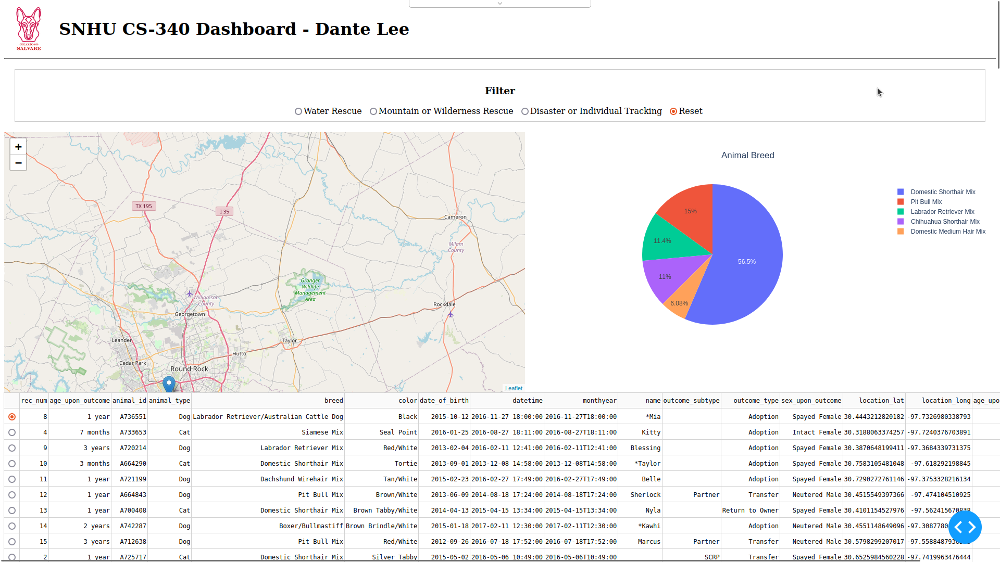 GRAZIOSO
SALVARE
SNHU CS-340 Dashboard - Dante Lee
Filter
Water Rescue Mountain or Wilderness Rescue Disaster or Individual Tracking Reset
+
−
TX 195
I 35
Cameron
Milam
County
Granger
Wildlife
Management
Area
Williamson
County
Georgetown
Rockdale
Leander
Taylor
Hutto
Cedar Park
Round Rock
Leaflet
Animal Breed
15%
11.4%
56.5%
11%
6.08%
Domestic Shorthair Mix
Pit Bull Mix
Labrador Retriever Mix
Chihuahua Shorthair Mix
Domestic Medium Hair Mix
rec_num age_upon_outcome animal_id animal_type breed color date_of_birth datetime monthyear name outcome_subtype outcome_type sex_upon_outcome location_lat location_long age_upo
8 1 year A736551 Dog Labrador Retriever/Australian Cattle Dog Black 2015-10-12 2016-11-27 18:00:00 2016-11-27T18:00:00 *Mia Adoption Spayed Female 30.4443212820182 -97.7326980338793
4 7 months A733653 Cat Siamese Mix Seal Point 2016-01-25 2016-08-27 18:11:00 2016-08-27T18:11:00 Kitty Adoption Intact Female 30.3188063374257 -97.7240376703891
9 3 years A720214 Dog Labrador Retriever Mix Red/White 2013-02-04 2016-02-11 12:41:00 2016-02-11T12:41:00 Blessing Adoption Spayed Female 30.3870648199411 -97.3684339731375
10 3 months A664290 Cat Domestic Shorthair Mix Tortie 2013-09-01 2013-12-08 14:58:00 2013-12-08T14:58:00 *Taylor Adoption Spayed Female 30.7583105481048 -97.618292198845
11 1 year A721199 Dog Dachshund Wirehair Mix Tan/White 2015-02-23 2016-02-27 17:49:00 2016-02-27T17:49:00 Belle Adoption Spayed Female 30.7290272761146 -97.3753328216134
12 1 year A664843 Dog Pit Bull Mix Brown/White 2013-06-09 2014-08-18 17:24:00 2014-08-18T17:24:00 Sherlock Partner Transfer Neutered Male 30.4515549397366 -97.474104510925
13 1 year A700408 Cat Domestic Shorthair Mix Brown Tabby/White 2014-04-13 2015-04-15 13:34:00 2015-04-15T13:34:00 Nyla Return to Owner Spayed Female 30.4101154527976
14 2 years A742287 Dog Boxer/Bullmastiff Brown Brindle/White 2015-01-18 2017-02-11 12:30:00 2017-02-11T12:30:00 *Kawhi Adoption Neutered Male 30.4551148649096
15 3 years A712638 Dog Pit Bull Mix Red/White 2012-09-26 2016-07-18 17:52:00 2016-07-18T17:52:00 Marcus Partner Transfer Neutered Male 30.5798299207017
2 1 year A725717 Cat Domestic Shorthair Mix Silver Tabby 2015-05-02 2016-05-06 10:49:00 2016-05-06T10:49:00 SCRP Transfer Spayed Female 30.6525984560228 -97.7419963476444